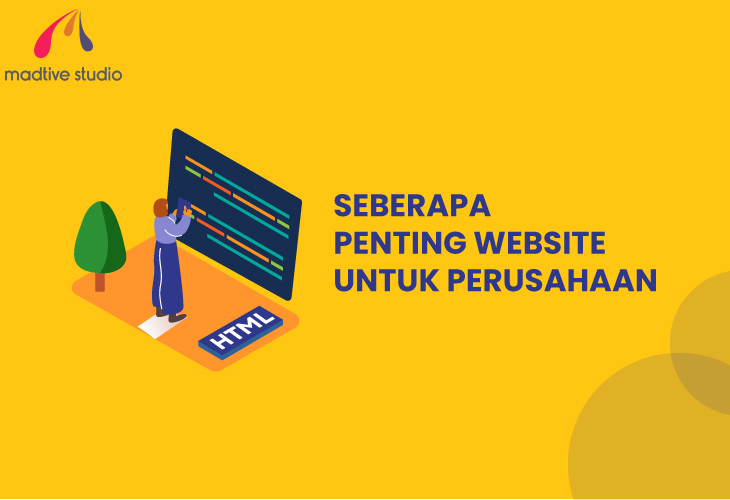 madtive studio
SEBERAPA
PENTING WEBSITE
UNTUK PERUSAHAAN
HTML